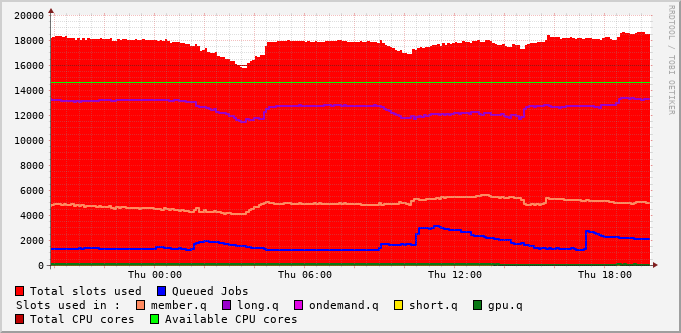 20000
18000
16000
14000
12000
10000
8000
6000
4000
2000
0
Thu 00:00 Thu 06:00 Thu 12:00 Thu 18:00
Total slots used Queued Jobs
Slots used in : member.q long.q ondemand.q short.q gpu.q
Total CPU cores Available CPU cores
RRDTOOL / TOBI OETIKER